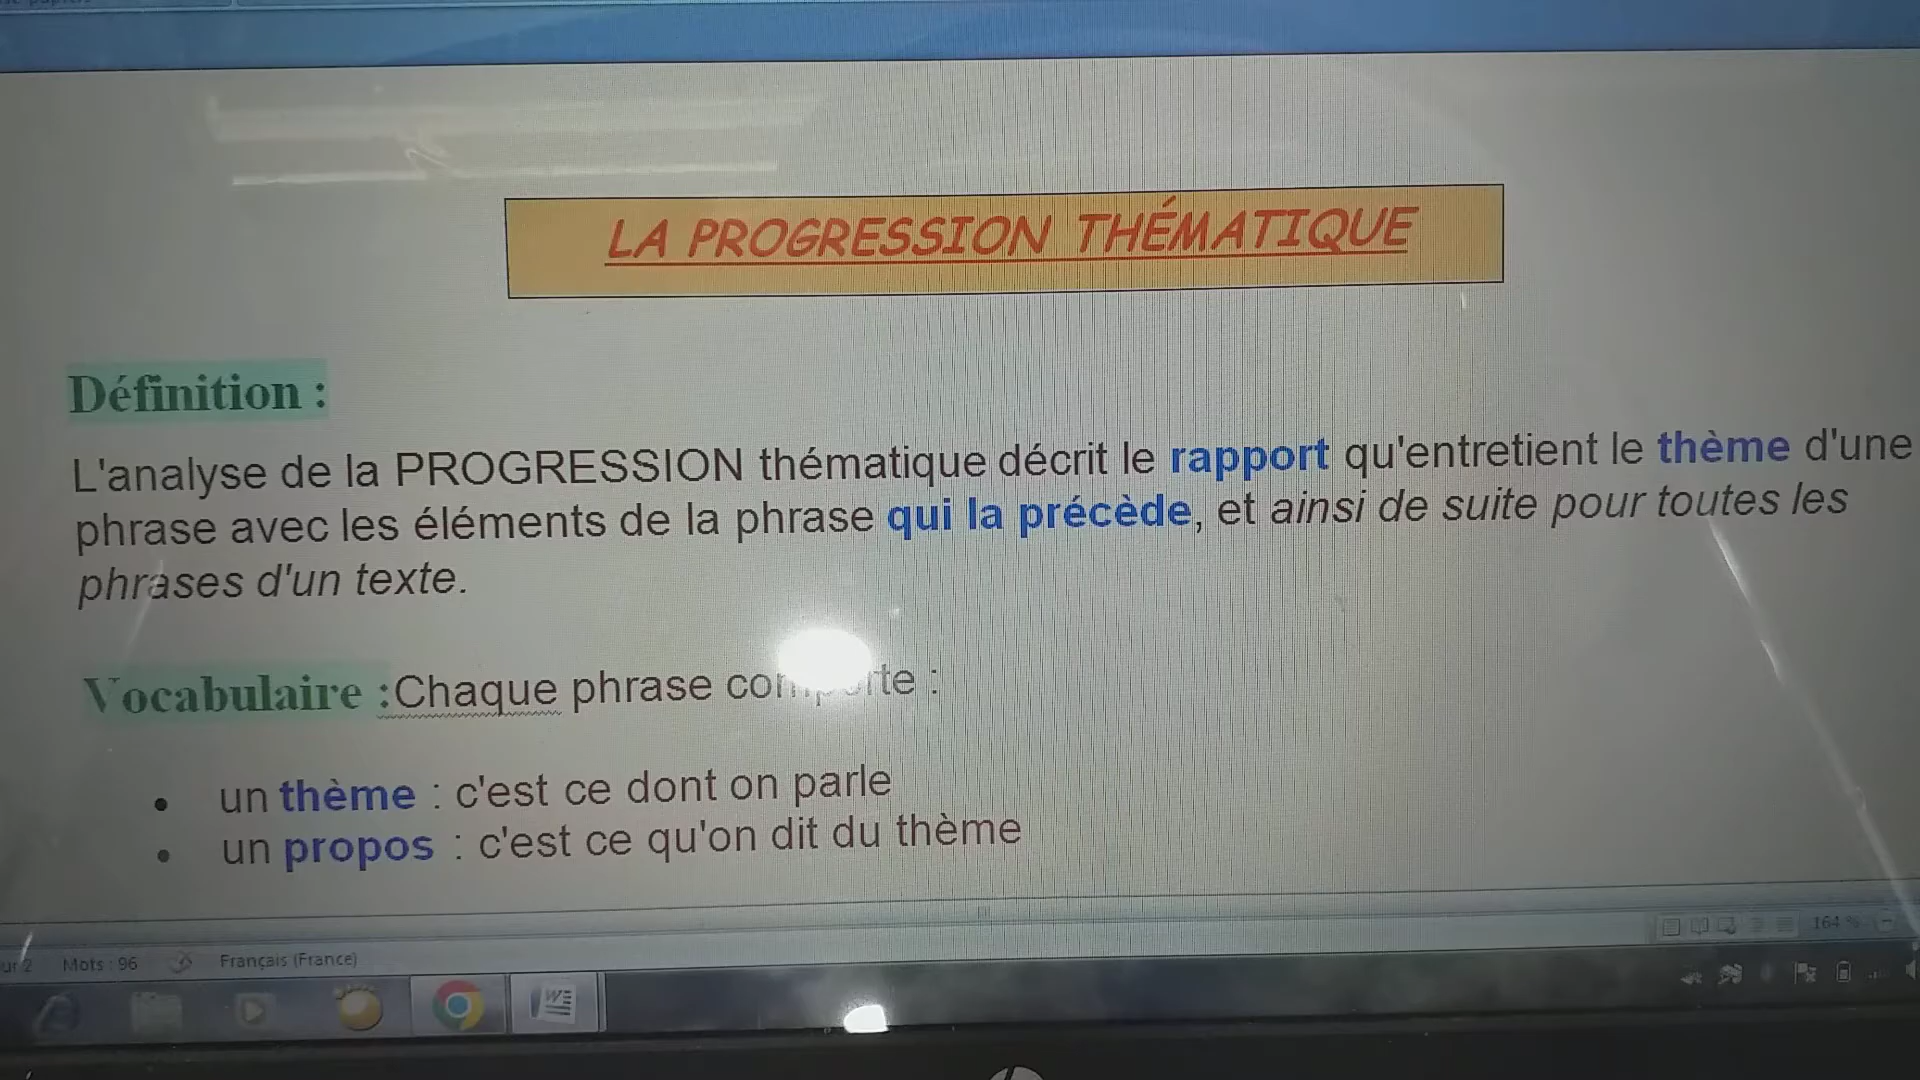 LA PROGRESSION THÉMATIQUE
Définition :
L'analyse de la PROGRESSION thématique décrit le rapport qu'entretient le thème d'une
phrase avec les éléments de la phrase qui la précède, et ainsi de suite pour toutes les
phrases d'un texte.
Vocabulaire :Chaque phrase comporte :
• un thème : c'est ce dont on parle
• un propos : c'est ce qu'on dit du thème
164 %
Mots : 96
Français (France)